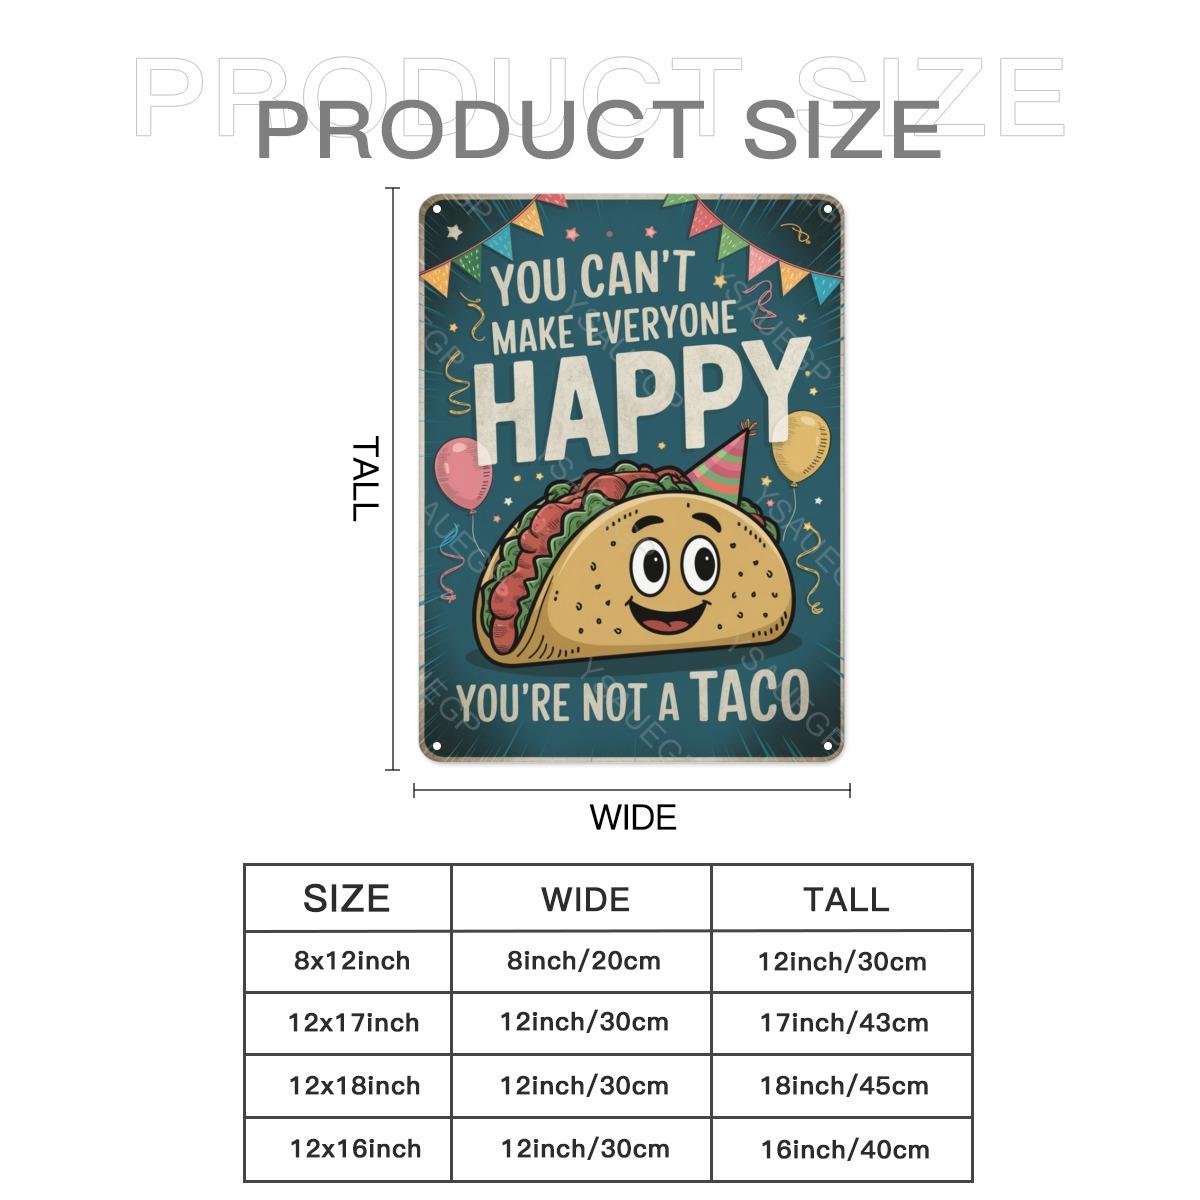 PRODUCT SIZE
PRODUCT SIZE
YOU CAN'T
MAKE EVERYONE
HAPPY
YOU'RE NOT A TACO
TALL
WIDE
SIZE WIDE TALL
8x12inch 8inch/20cm 12inch/30cm
12x17inch 12inch/30cm 17inch/43cm
12x18inch 12inch/30cm 18inch/45cm
12x16inch 12inch/30cm 16inch/40cm
YSAUEGP